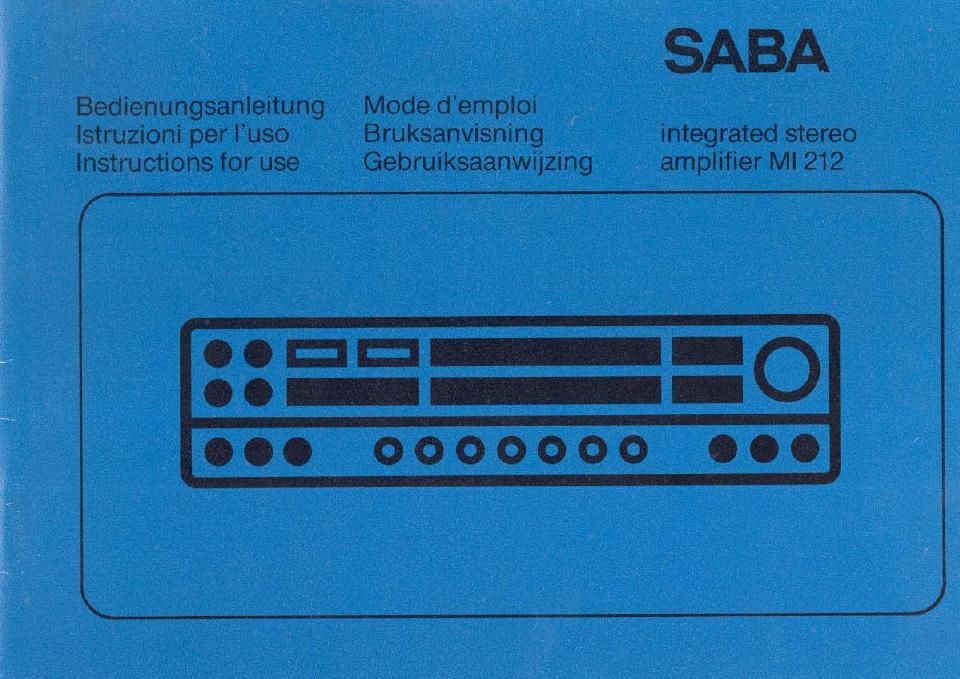 SABA
Bedienungsanleitung
Istruzioni per l'uso
Instructions for use
Mode d'emploi
Bruksanvisning
Gebruiksaanwijzing
integrated stereo
amplifier MI 212